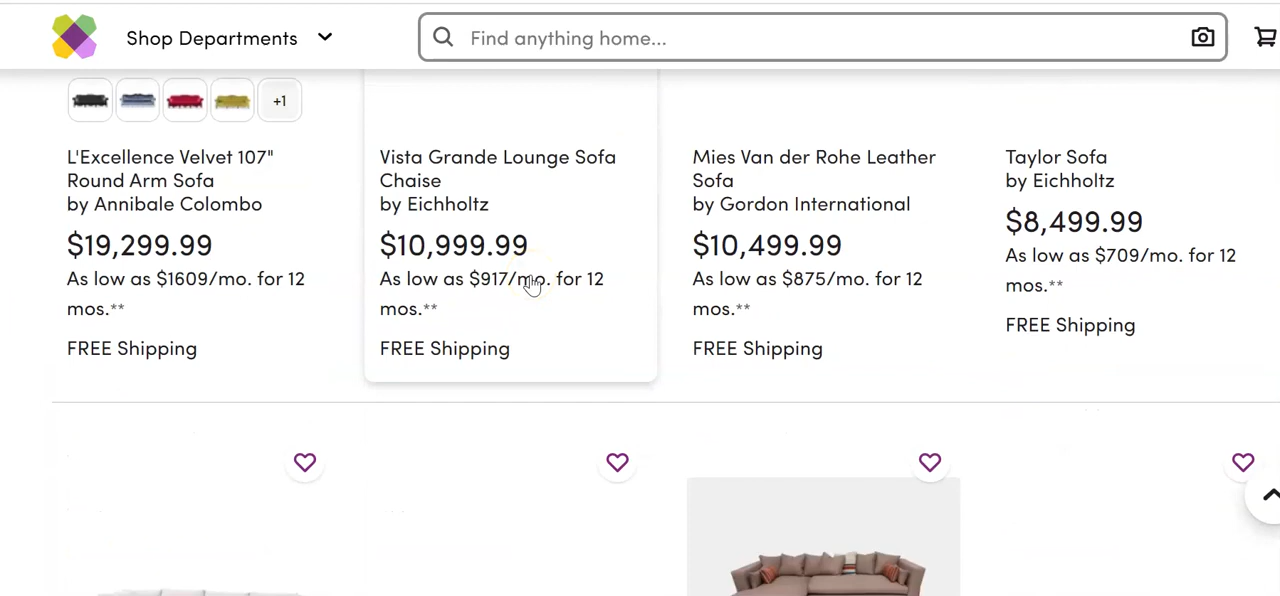 Shop Departments
Find anything home...
+1
L'Excellence Velvet 107"
Round Arm Sofa
by Annibale Colombo
$19,299.99
As low as $1609/mo. for 12
mos.**
FREE Shipping
Vista Grande Lounge Sofa
Chaise
by Eichholtz
$10,999.99
As low as $917/mo. for 12
mos.**
FREE Shipping
Mies Van der Rohe Leather
Sofa
by Gordon International
$10,499.99
As low as $875/mo. for 12
mos.**
FREE Shipping
Taylor Sofa
by Eichholtz
$8,499.99
As low as $709/mo. for 12
mos.**
FREE Shipping